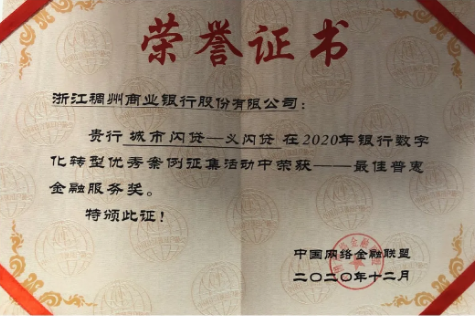 荣誉证书
浙江稠州商业银行股份有限公司：
贵行 城市闪贷—义闪贷 在2020年银行数字
化转型优秀案例征集活动中荣获——最佳普惠
金融服务奖。
特颁此证！
中国网络金融联盟
二〇二〇年十二月